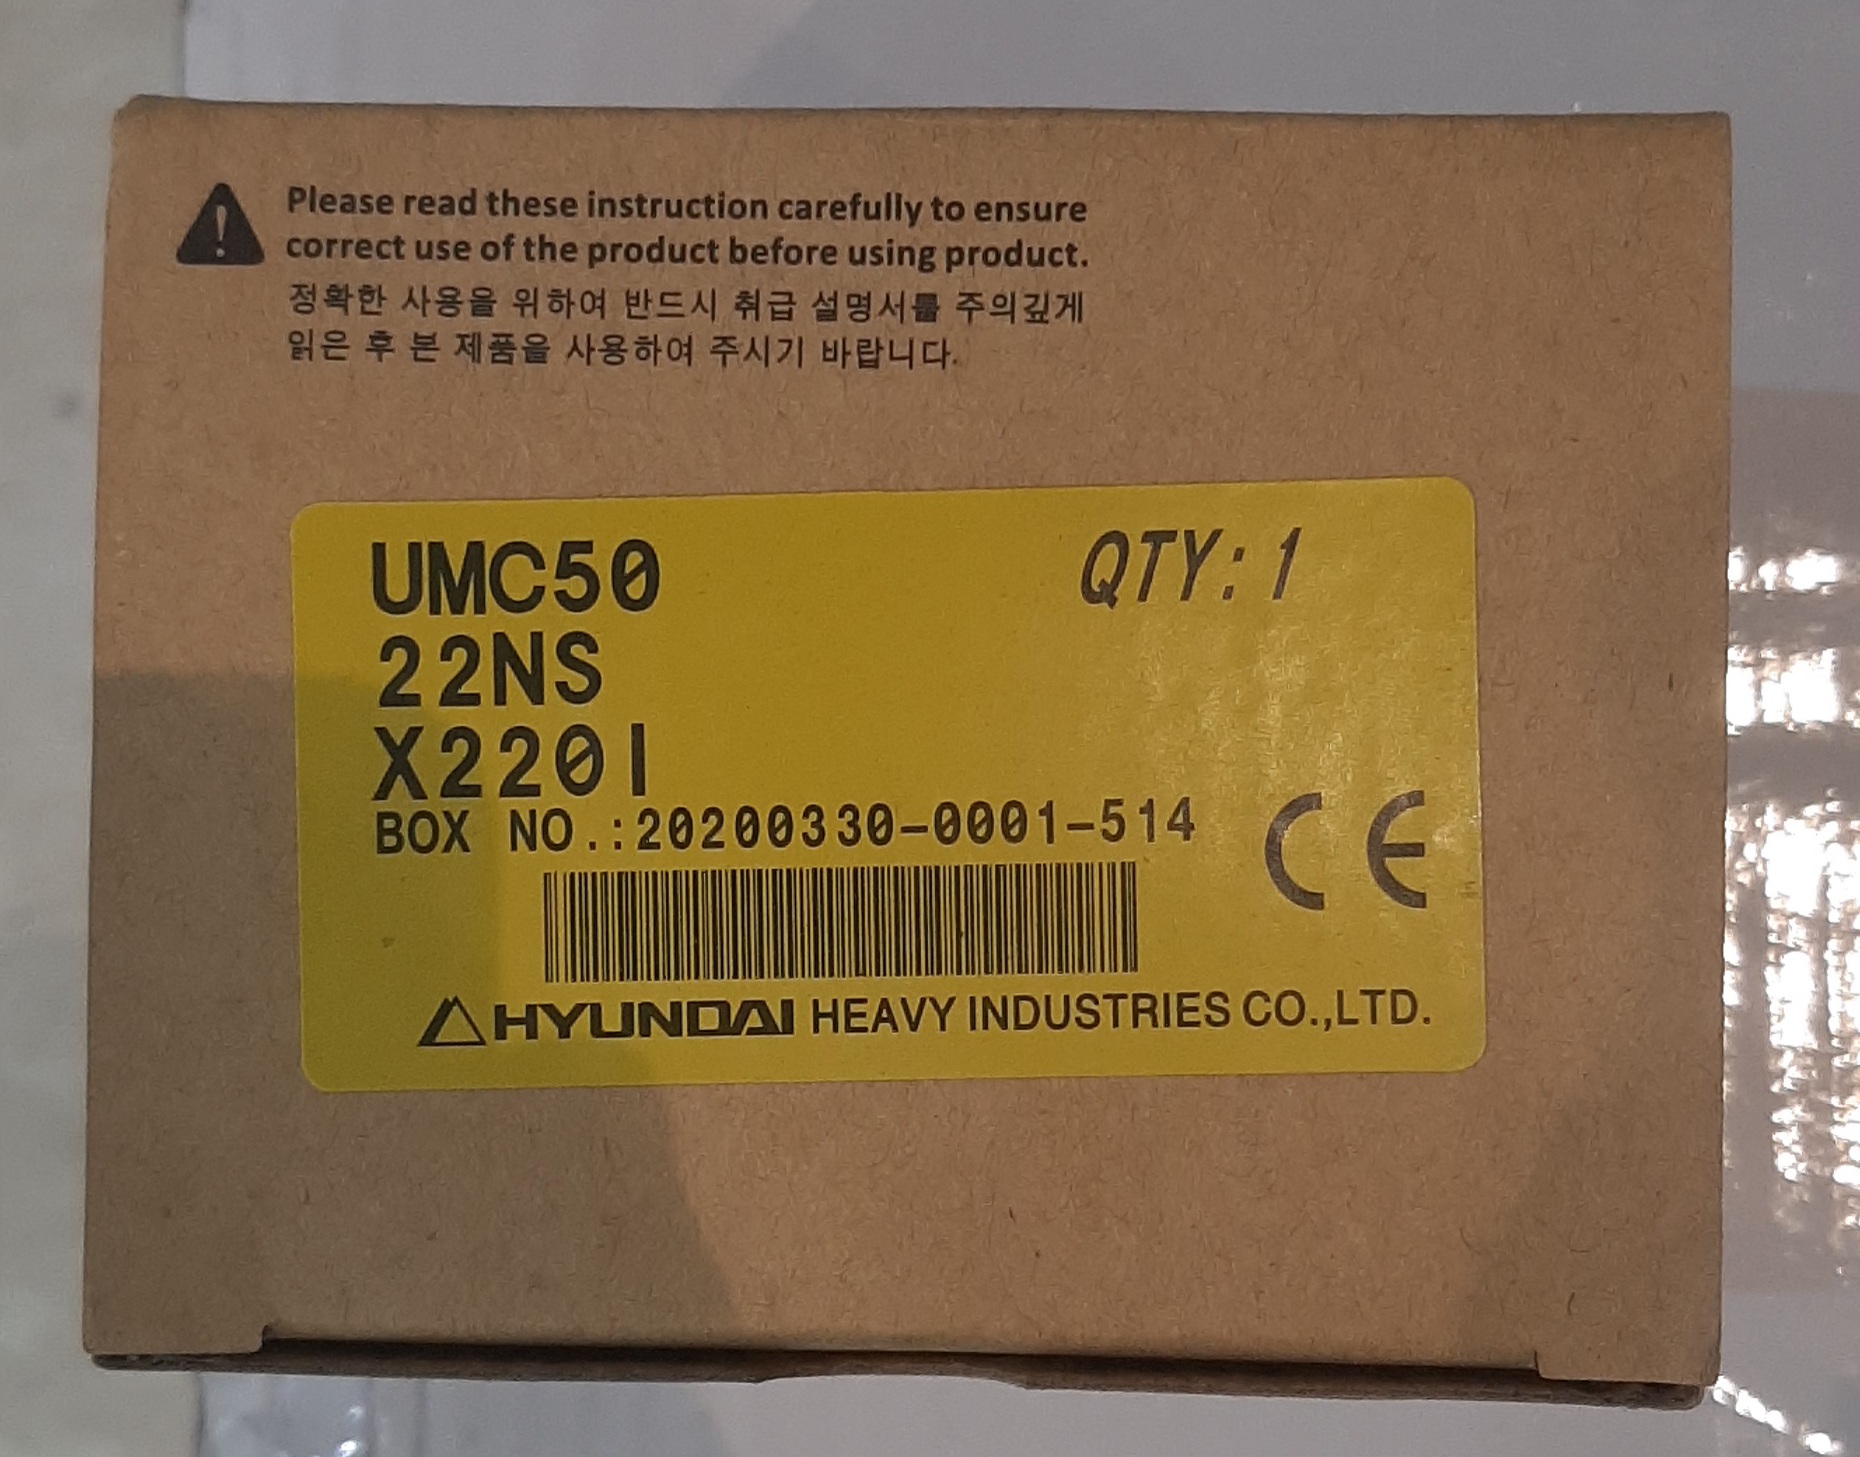 Please read these instruction carefully to ensure
correct use of the product before using product.
정확한 사용을 위하여 반드시 취급 설명서를 주의깊게
읽은 후 본 제품을 사용하여 주시기 바랍니다.
UMC50 QTY:1
22NS
X220I
BOX NO.:20200330-0001-514
CE
HYUNDAI HEAVY INDUSTRIES CO.,LTD.